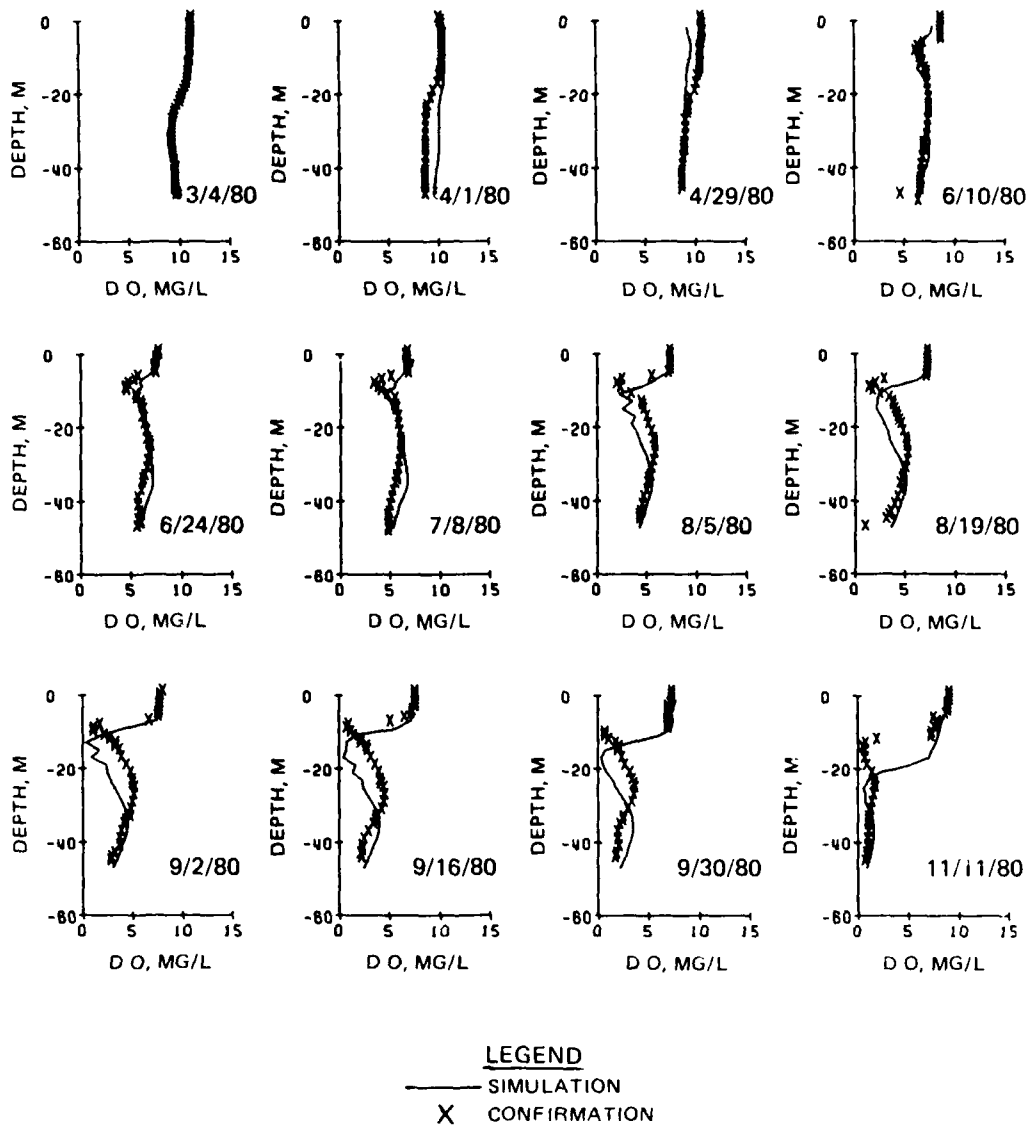 0
-20
-40
-60
DEPTH, M
0 5 10 15
D O, MG/L
3/4/80
0
-20
-40
-60
DEPTH, M
0 5 10 15
D O, MG/L
4/1/80
0
-20
-40
-60
DEPTH, M
0 5 10 15
D O, MG/L
4/29/80
0
-20
-40
-60
DEPTH, M
0 5 10 15
D O, MG/L
6/10/80
0
-20
-40
-60
DEPTH, M
0 5 10 15
D O, MG/L
6/24/80
0
-20
-40
-60
DEPTH, M
0 5 10 15
D O, MG/L
7/8/80
0
-20
-40
-60
DEPTH, M
0 5 10 15
D O, MG/L
8/5/80
0
-20
-40
-60
DEPTH, M
0 5 10 15
D O, MG/L
8/19/80
0
-20
-40
-60
DEPTH, M
0 5 10 15
D O, MG/L
9/2/80
0
-20
-40
-60
DEPTH, M
0 5 10 15
D O, MG/L
9/16/80
0
-20
-40
-60
DEPTH, M
0 5 10 15
D O, MG/L
9/30/80
0
-20
-40
-60
DEPTH, M
0 5 10 15
D O, MG/L
11/11/80
LEGEND
SIMULATION
X CONFIRMATION